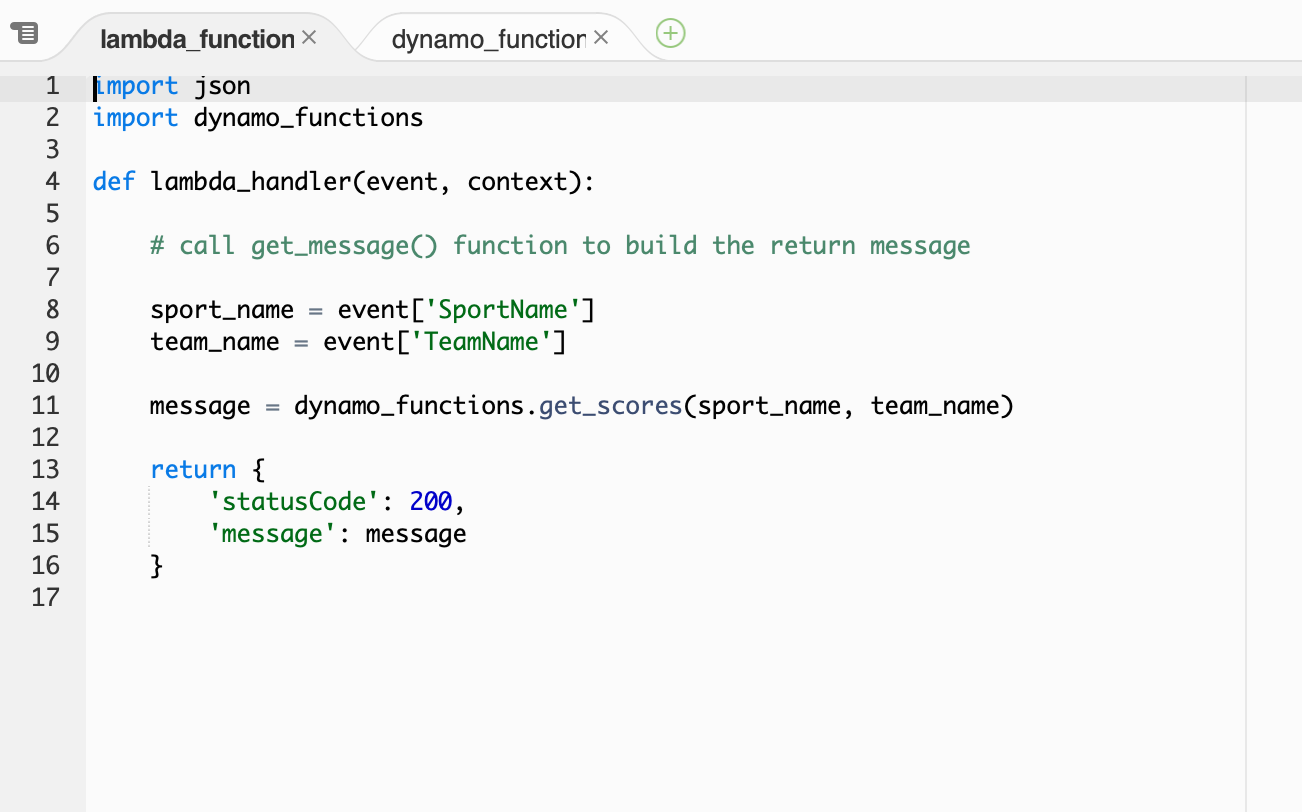 lambda_function × dynamo_function ×
1 import json
2 import dynamo_functions
3
4 def lambda_handler(event, context):
5
6     # call get_message() function to build the return message
7
8     sport_name = event['SportName']
9     team_name = event['TeamName']
10
11     message = dynamo_functions.get_scores(sport_name, team_name)
12
13     return {
14         'statusCode': 200,
15         'message': message
16     }
17